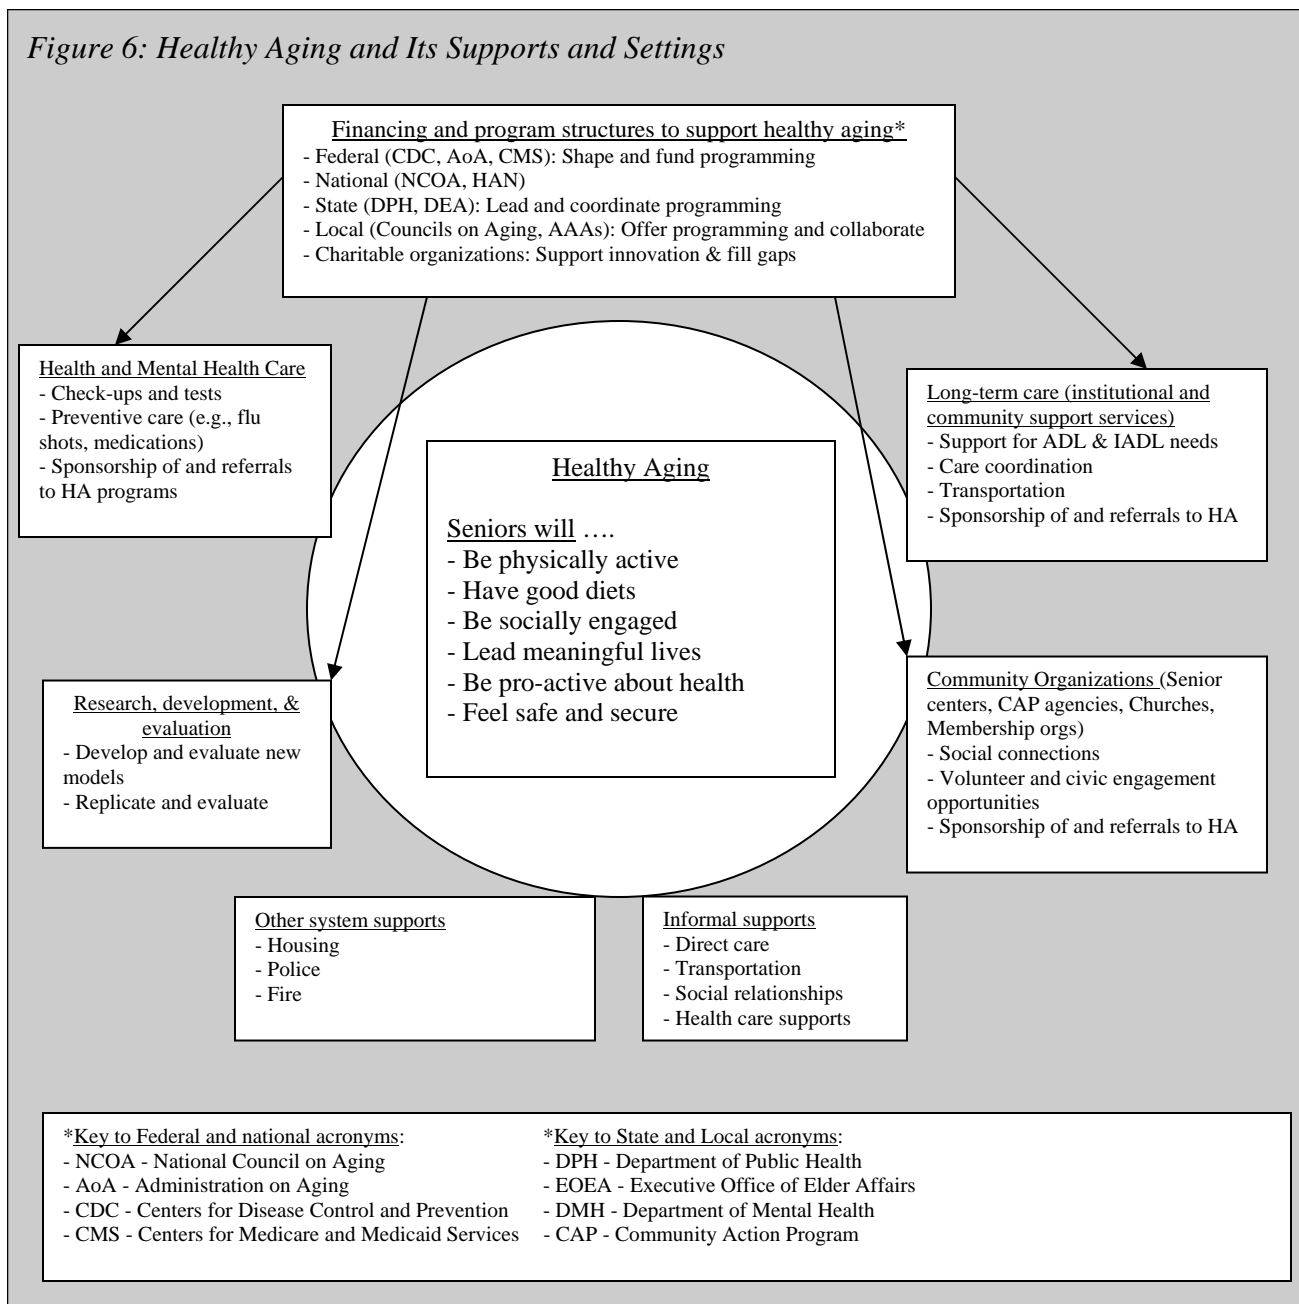 Figure 6: Healthy Aging and Its Supports and Settings
Financing and program structures to support healthy aging*
- Federal (CDC, AoA, CMS): Shape and fund programming
- National (NCOA, HAN)
- State (DPH, DEA): Lead and coordinate programming
- Local (Councils on Aging, AAAs): Offer programming and collaborate
- Charitable organizations: Support innovation & fill gaps
Health and Mental Health Care
- Check-ups and tests
- Preventive care (e.g., flu
shots, medications)
- Sponsorship of and referrals
to HA programs
Long-term care (institutional and
community support services)
- Support for ADL & IADL needs
- Care coordination
- Transportation
- Sponsorship of and referrals to HA
Healthy Aging
Seniors will ….
- Be physically active
- Have good diets
- Be socially engaged
- Lead meaningful lives
- Be pro-active about health
- Feel safe and secure
Research, development, &
evaluation
- Develop and evaluate new
models
- Replicate and evaluate
Community Organizations (Senior
centers, CAP agencies, Churches,
Membership orgs)
- Social connections
- Volunteer and civic engagement
opportunities
- Sponsorship of and referrals to HA
Other system supports
- Housing
- Police
- Fire
Informal supports
- Direct care
- Transportation
- Social relationships
- Health care supports
*Key to Federal and national acronyms:
- NCOA - National Council on Aging
- AoA - Administration on Aging
- CDC - Centers for Disease Control and Prevention
- CMS - Centers for Medicare and Medicaid Services
*Key to State and Local acronyms:
- DPH - Department of Public Health
- EOEA - Executive Office of Elder Affairs
- DMH - Department of Mental Health
- CAP - Community Action Program